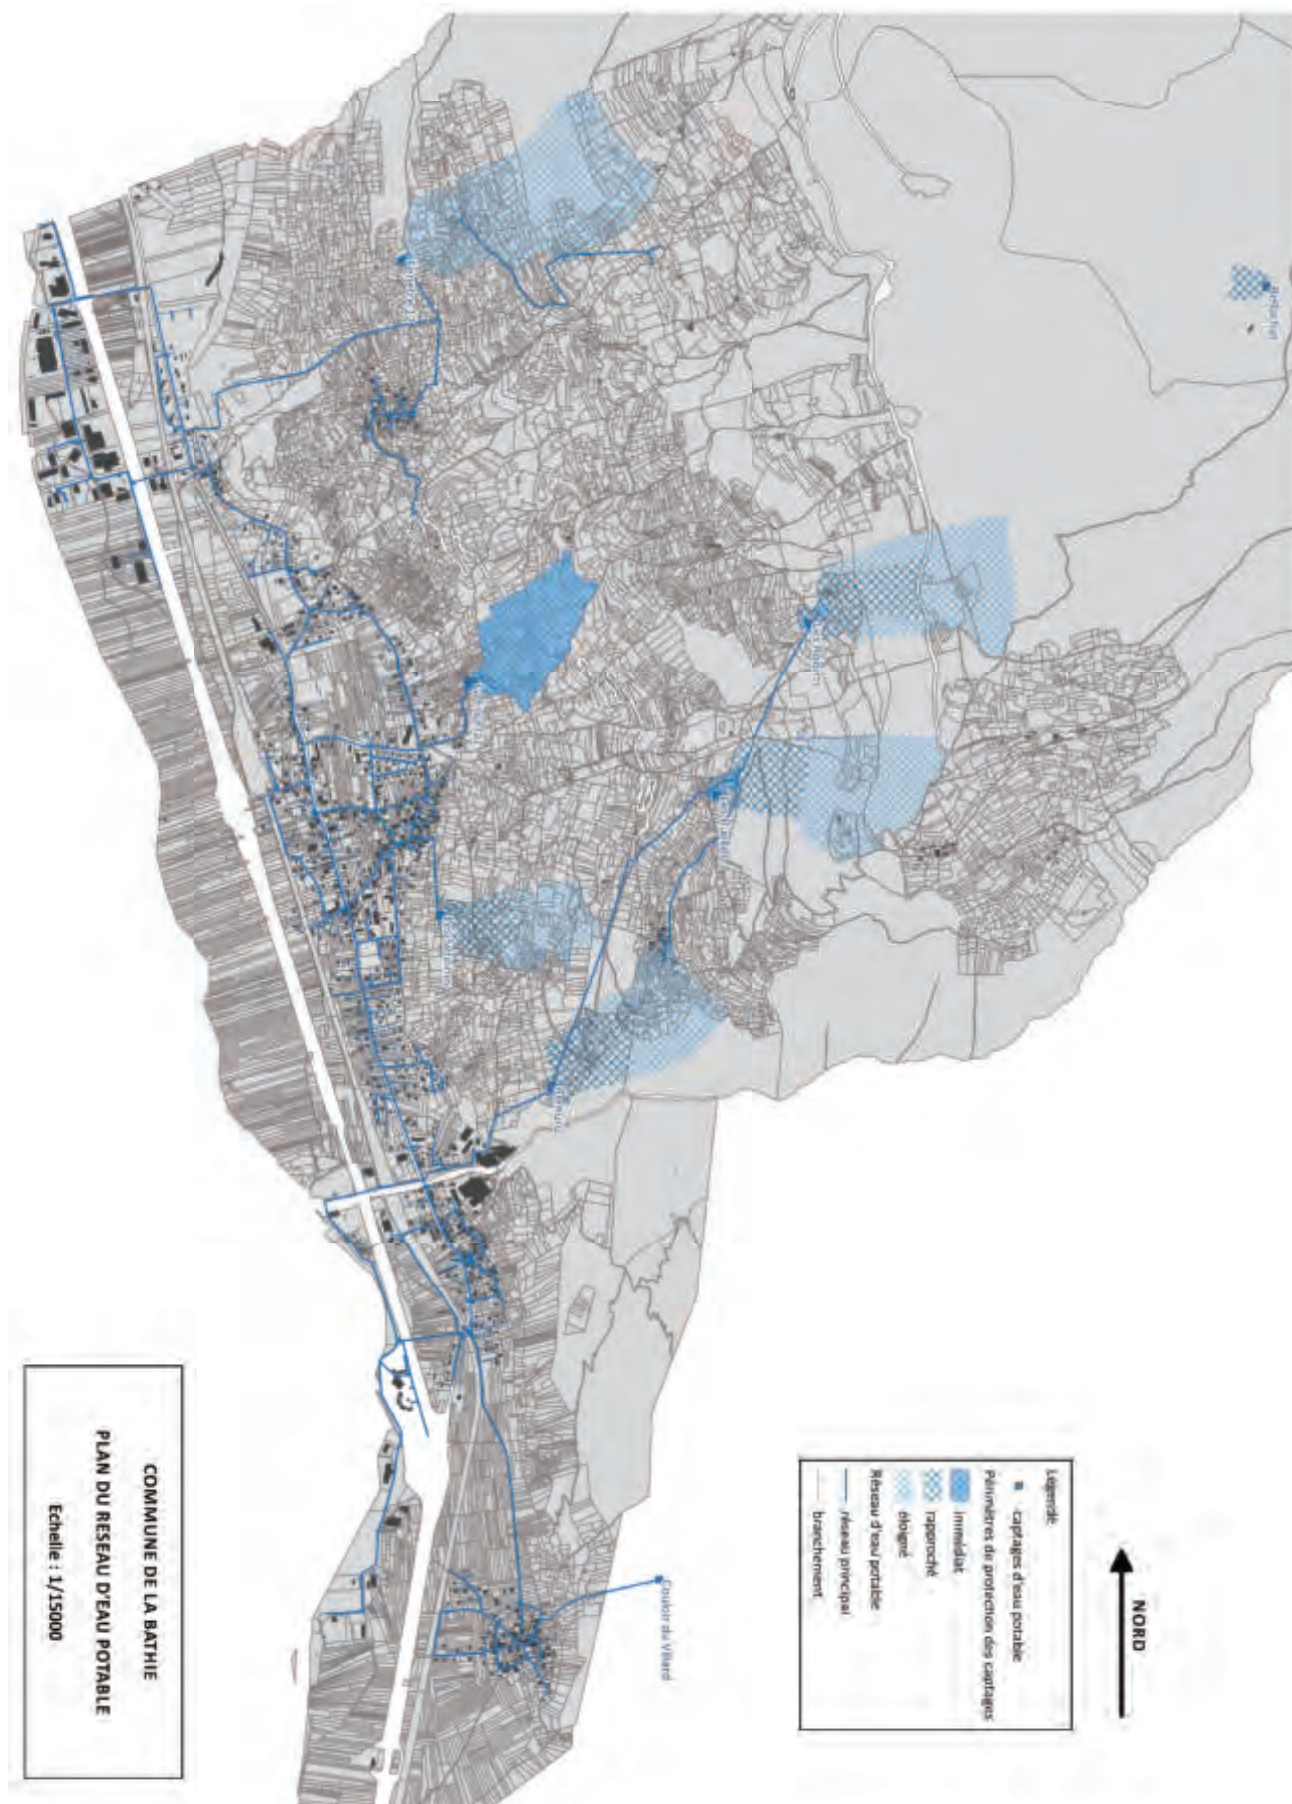 NORD
Légende
captages d'eau potable
Périmètres de protection des captages
immédiat
rapproché
éloigné
Réseau d'eau potable
réseau principal
branchement
Couloir du Villard
COMMUNE DE LA BATHIE
PLAN DU RESEAU D'EAU POTABLE
Echelle : 1/15000